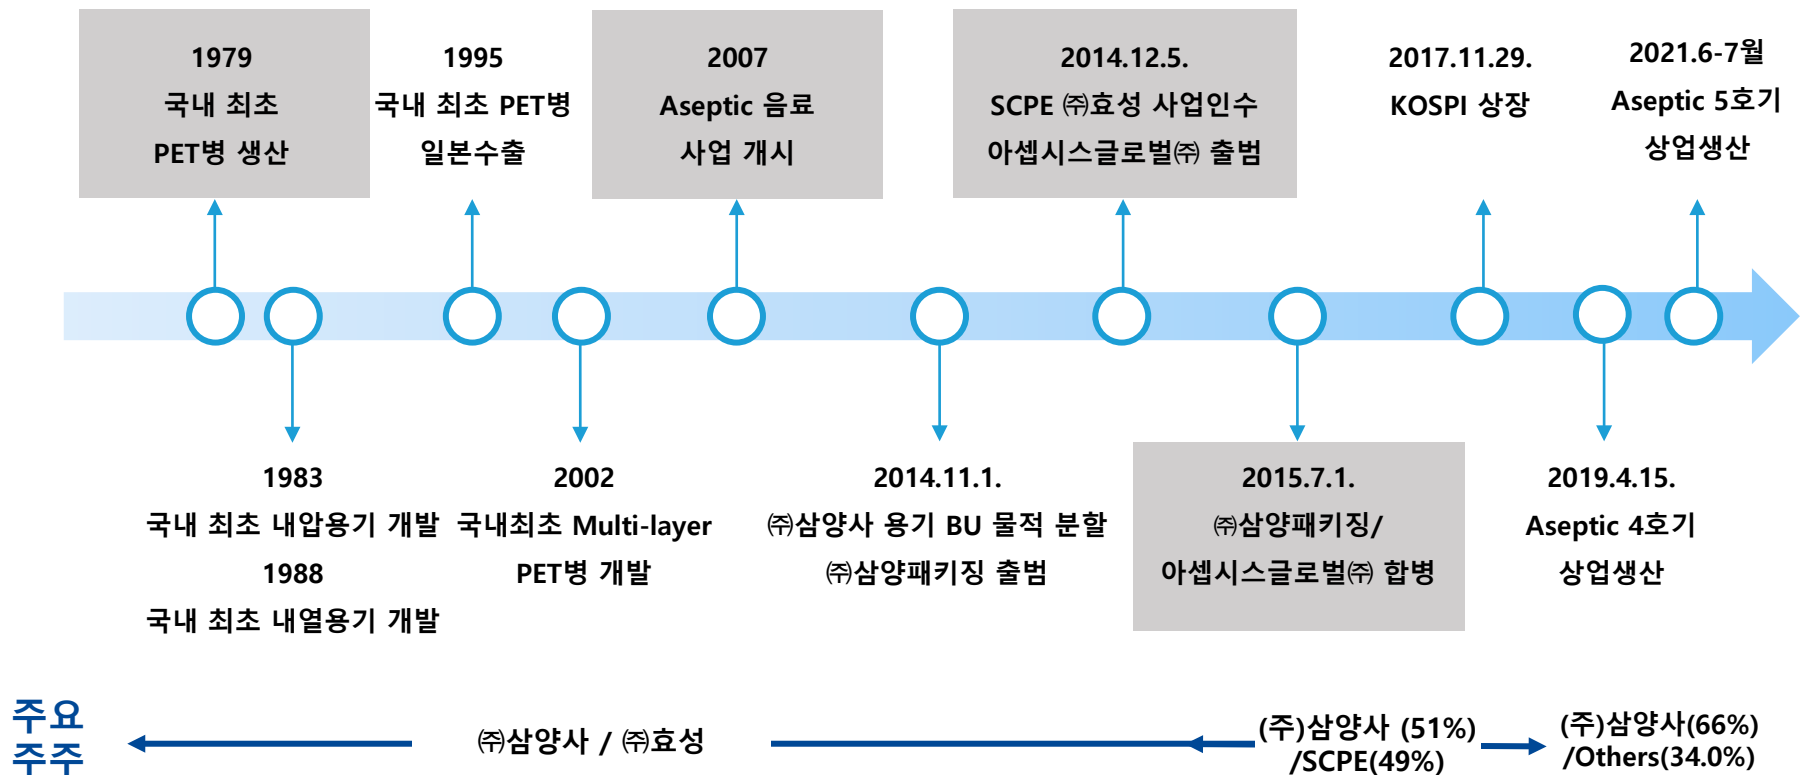 1979
국내 최초
PET병 생산
1995
국내 최초 PET병
일본수출
2007
Aseptic 음료
사업 개시
2014.12.5.
SCPE ㈜효성 사업인수
아셉시스글로벌㈜ 출범
2017.11.29.
KOSPI 상장
2021.6-7월
Aseptic 5호기
상업생산
1983
국내 최초 내압용기 개발
1988
국내 최초 내열용기 개발
2002
국내최초 Multi-layer
PET병 개발
2014.11.1.
㈜삼양사 용기 BU 물적 분할
㈜삼양패키징 출범
2015.7.1.
㈜삼양패키징/
아셉시스글로벌㈜ 합병
2019.4.15.
Aseptic 4호기
상업생산
주요
주주
㈜삼양사 / ㈜효성
(주)삼양사 (51%)
/SCPE(49%)
(주)삼양사(66%)
/Others(34.0%)